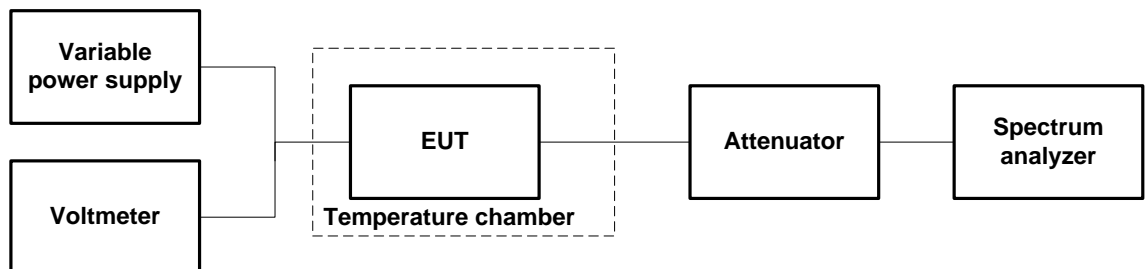 Variable
power supply
Voltmeter
EUT
Temperature chamber
Attenuator
Spectrum
analyzer